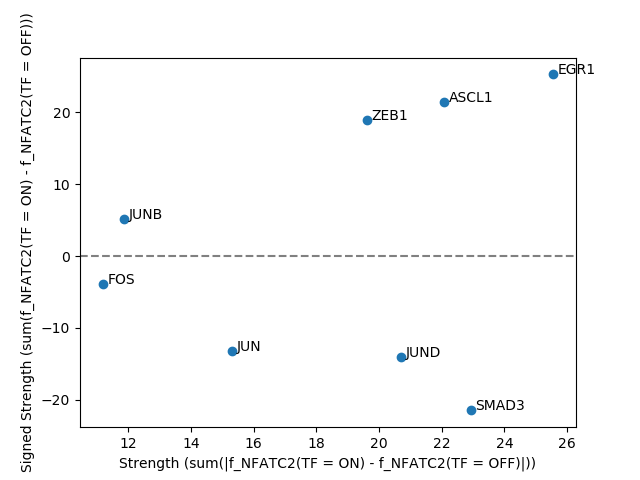 Signed Strength (sum(f_NFATC2(TF = ON) - f_NFATC2(TF = OFF)))
20
10
0
−10
−20
EGR1
ASCL1
ZEB1
JUNB
FOS
JUN
JUND
SMAD3
12 14 16 18 20 22 24 26
Strength (sum(|f_NFATC2(TF = ON) - f_NFATC2(TF = OFF)|))